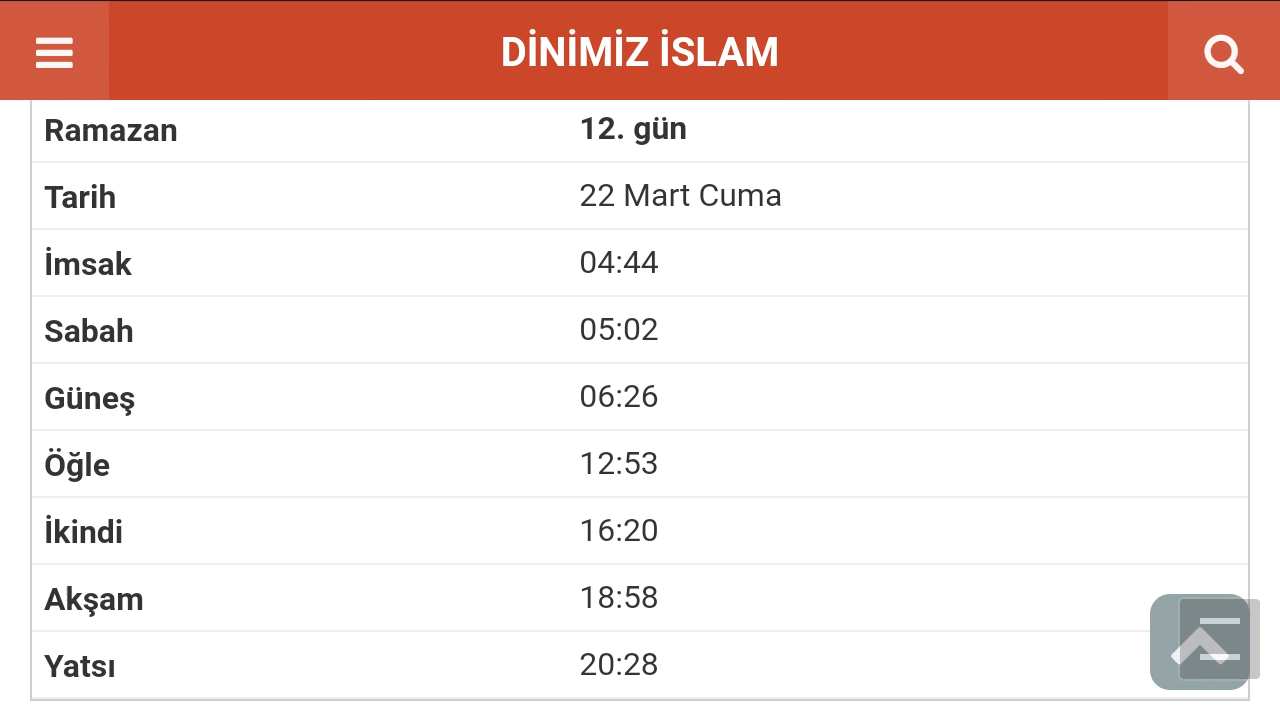 DİNİMİZ İSLAM
Ramazan 12. gün
Tarih 22 Mart Cuma
İmsak 04:44
Sabah 05:02
Güneş 06:26
Öğle 12:53
İkindi 16:20
Akşam 18:58
Yatsı 20:28